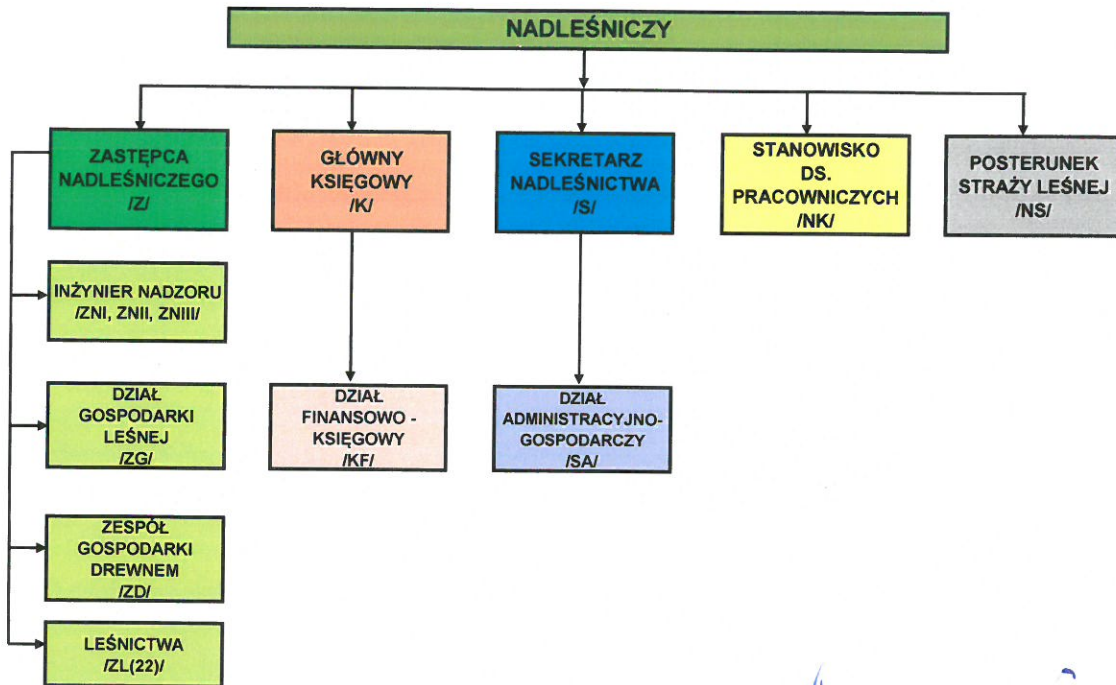 NADLEŚNICZY
ZASTĘPCA
NADLEŚNICZEGO
/Z/
GŁÓWNY
KSIĘGOWY
/K/
SEKRETARZ
NADLEŚNICTWA
/S/
STANOWISKO
DS.
PRACOWNICZYCH
/NK/
POSTERUNEK
STRAŻY LEŚNEJ
/NS/
INŻYNIER NADZORU
/ZNI, ZNII, ZNIII/
DZIAŁ
GOSPODARKI
LEŚNEJ
/ZG/
DZIAŁ
FINANSOWO -
KSIĘGOWY
/KF/
DZIAŁ
ADMINISTRACYJNO-
GOSPODARCZY
/SA/
ZESPÓŁ
GOSPODARKI
DREWNEM
/ZD/
LEŚNICTWA
/ZL(22)/